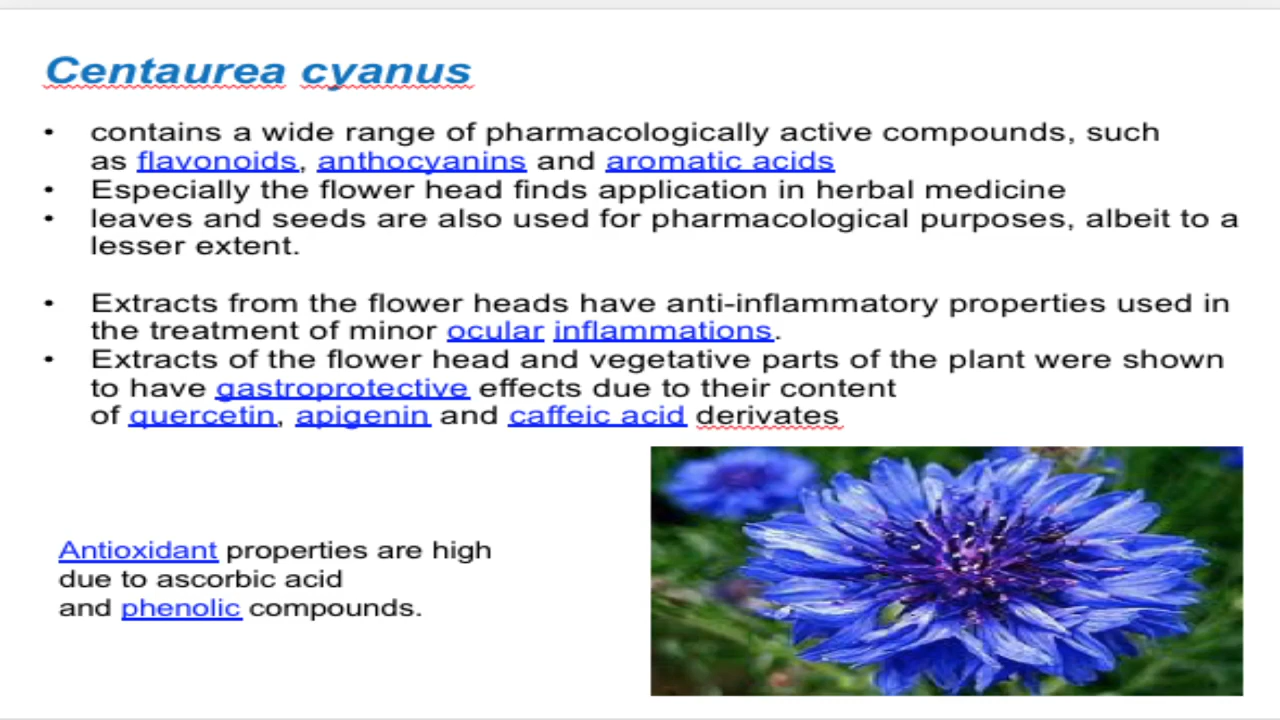 Centaurea cyanus
• contains a wide range of pharmacologically active compounds, such
as flavonoids, anthocyanins and aromatic acids
• Especially the flower head finds application in herbal medicine
• leaves and seeds are also used for pharmacological purposes, albeit to a
lesser extent.
• Extracts from the flower heads have anti-inflammatory properties used in
the treatment of minor ocular inflammations.
• Extracts of the flower head and vegetative parts of the plant were shown
to have gastroprotective effects due to their content
of quercetin, apigenin and caffeic acid derivates
Antioxidant properties are high
due to ascorbic acid
and phenolic compounds.